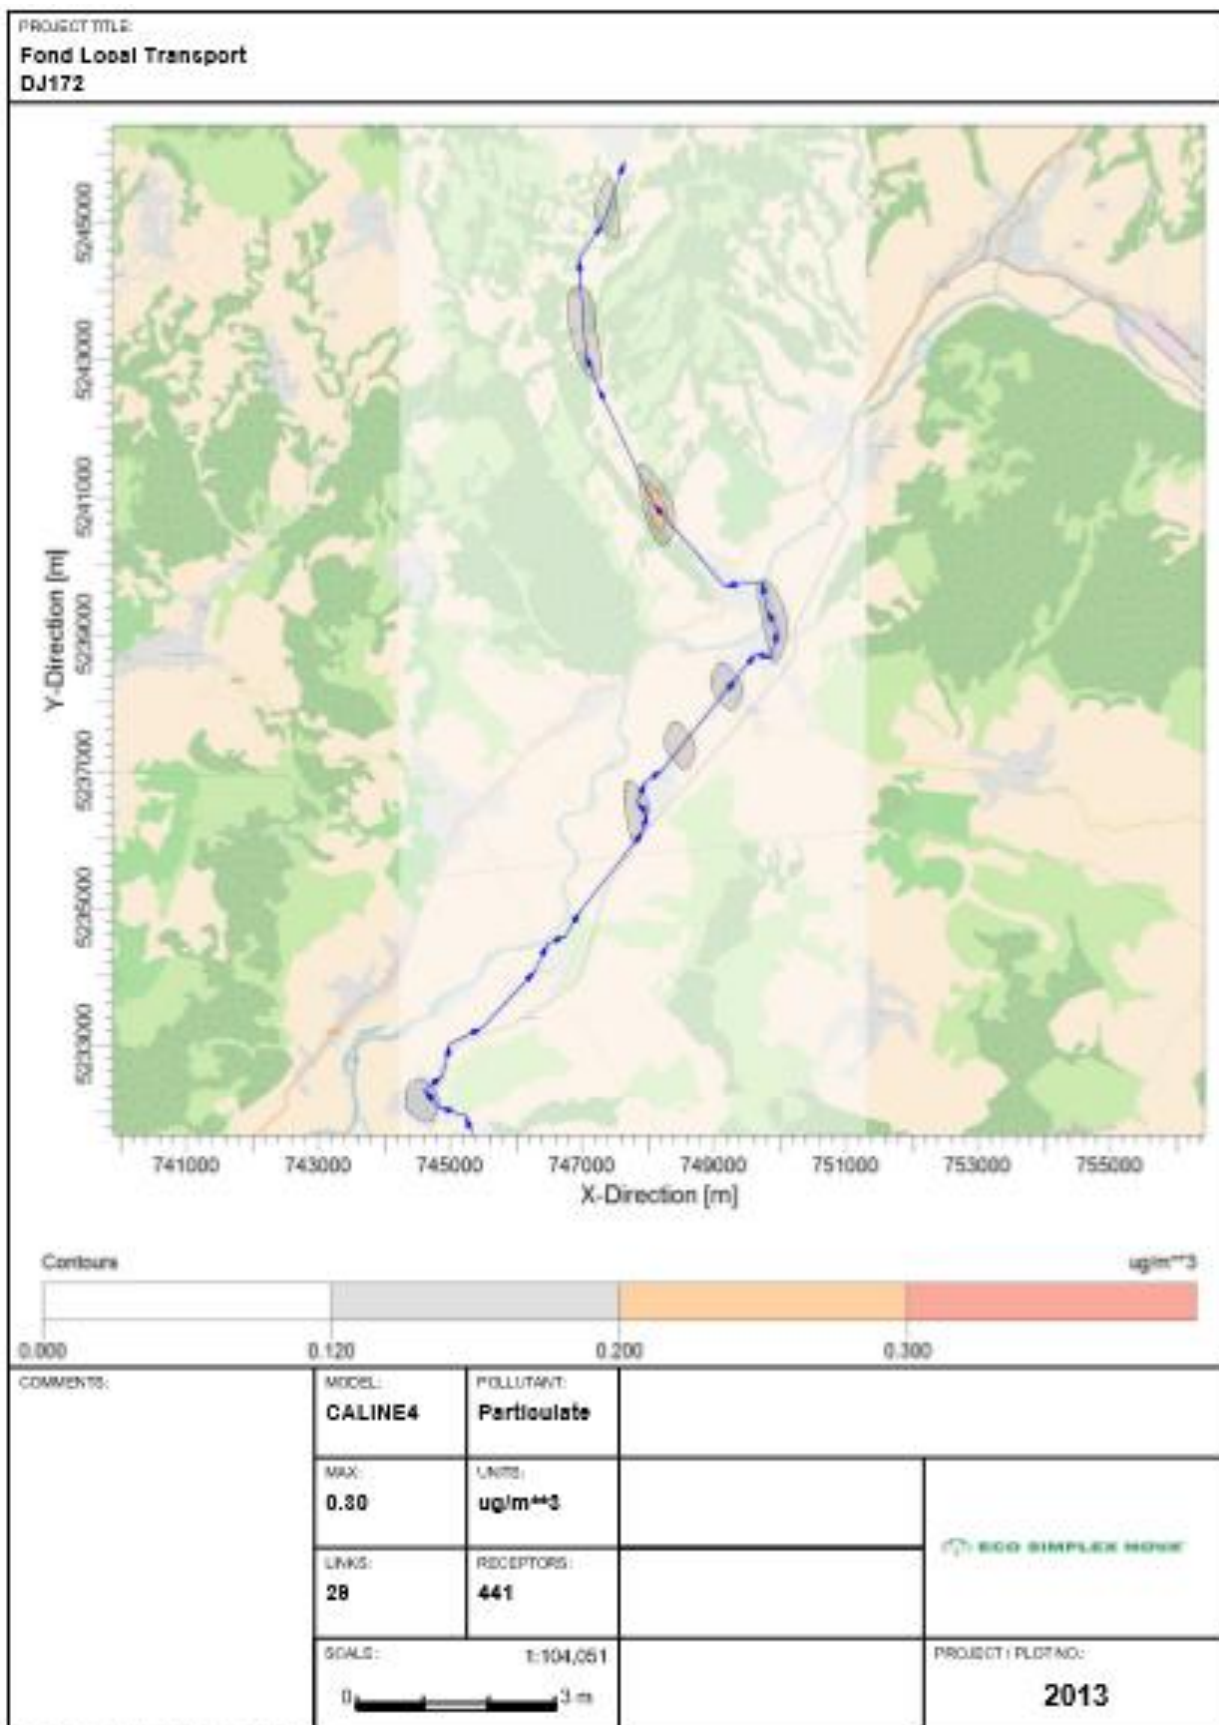 PROJECT TITLE:
Fond Local Transport
DJ172
Y-Direction [m]
5245000
5243000
5241000
5239000
5237000
5235000
5233000
741000 743000 745000 747000 749000 751000 753000 755000
X-Direction [m]
Contours ug/m**3
0.000 0.120 0.200 0.300
COMMENTS:
MODEL:
CALINE4
POLLUTANT:
Particulate
MAX:
0.30
UNITS:
ug/m**3
LINKS:
RECEPTORS:
441
ECO SIMPLEX NOVA
SCALE: 1:104,051
0 3 m
PROJECT / PLOT NO.:
2013